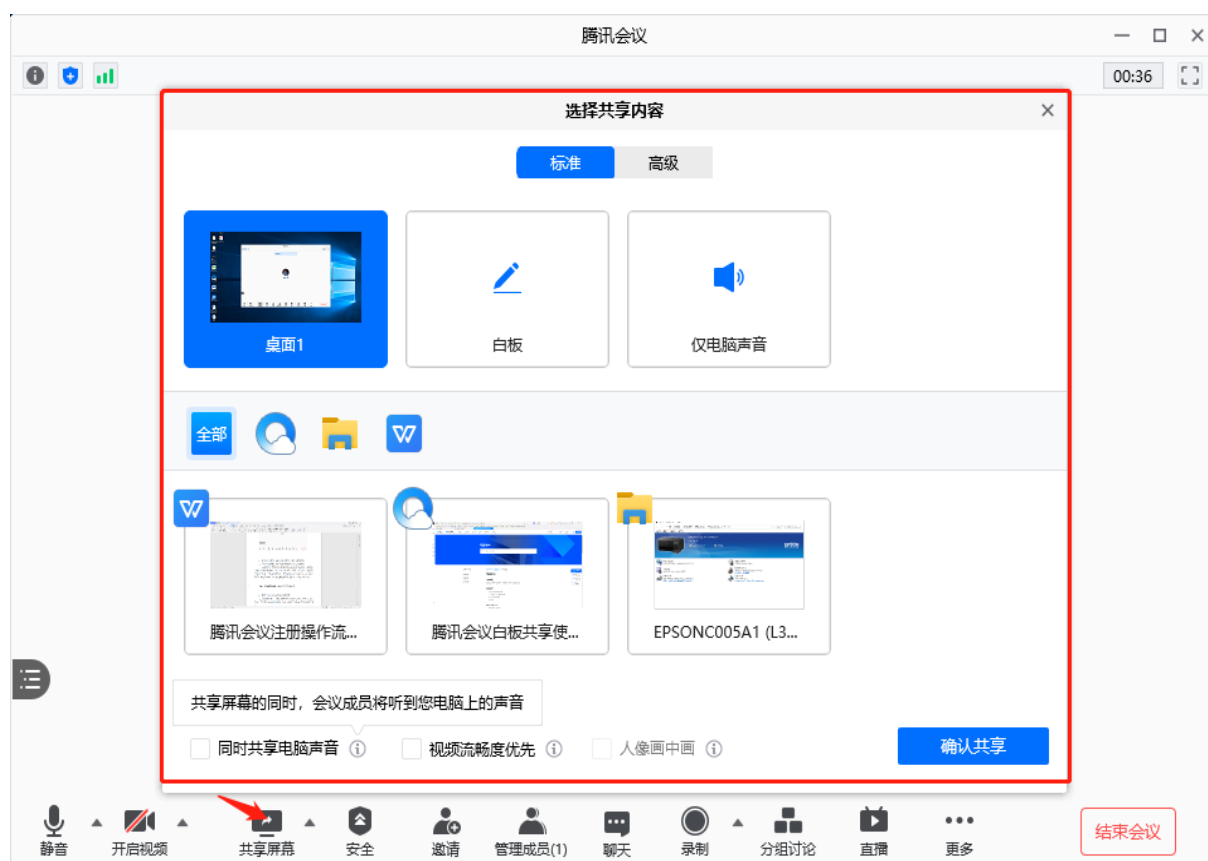 腾讯会议
00:36
选择共享内容
标准
高级
桌面1
白板
仅电脑声音
全部
腾讯会议注册操作流...
腾讯会议白板共享使...
EPSONC005A1 (L3...
共享屏幕的同时，会议成员将听到您电脑上的声音
同时共享电脑声音
视频流畅度优先
人像画中画
确认共享
静音
开启视频
共享屏幕
安全
邀请
管理成员(1)
聊天
录制
分组讨论
直播
更多
结束会议